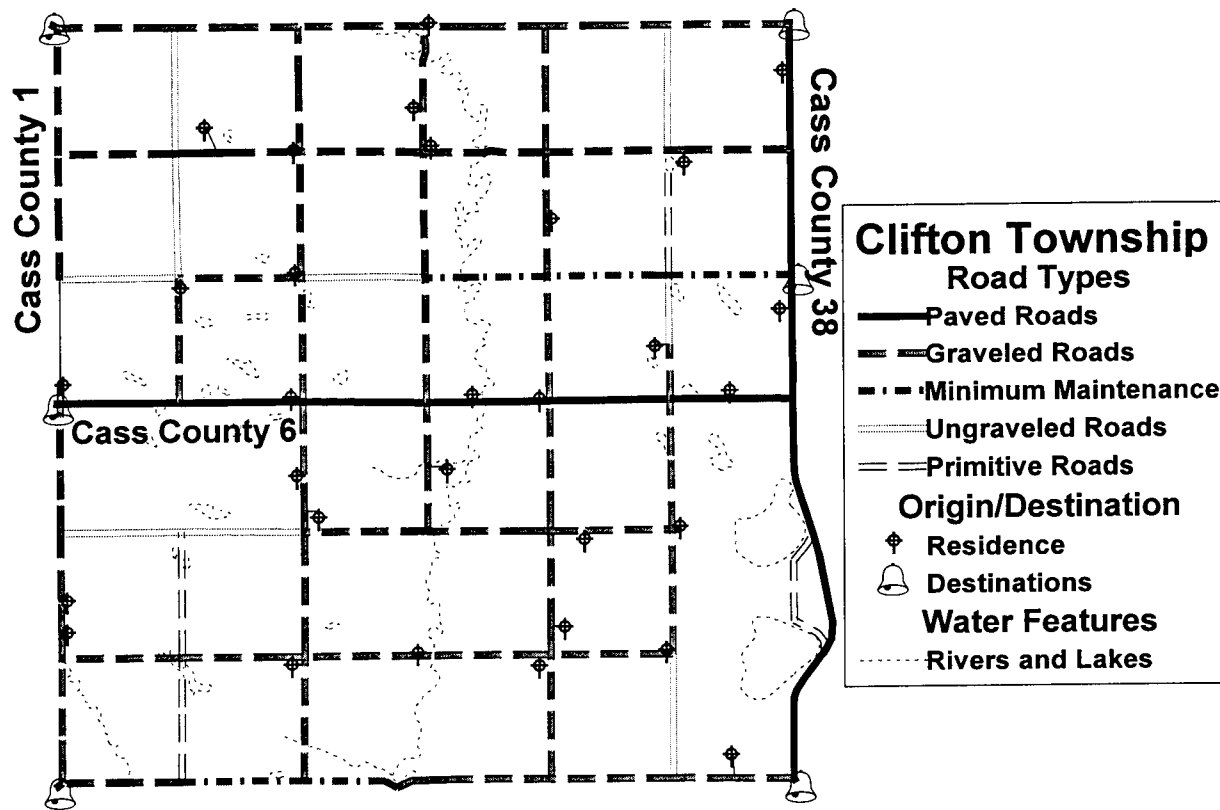 Cass County 1
Cass County 38
Cass County 6
Clifton Township
Road Types
Paved Roads
Graveled Roads
Minimum Maintenance
Ungraveled Roads
Primitive Roads
Origin/Destination
Residence
Destinations
Water Features
Rivers and Lakes